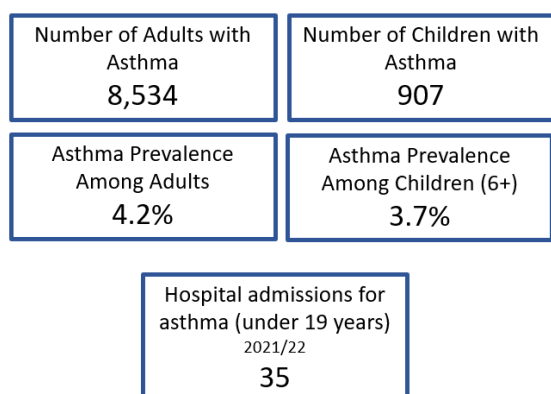 Number of Adults with
Asthma
8,534
Number of Children with
Asthma
907
Asthma Prevalence
Among Adults
4.2%
Asthma Prevalence
Among Children (6+)
3.7%
Hospital admissions for
asthma (under 19 years)
2021/22
35